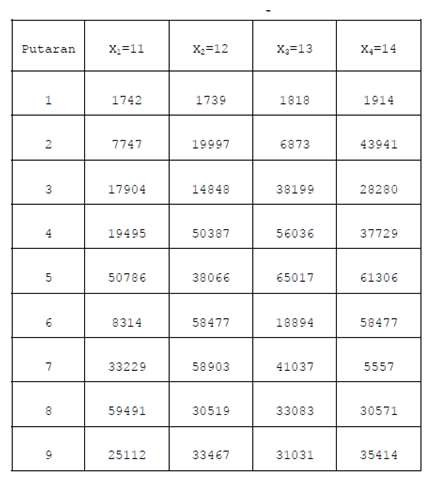 Putaran X₁=11 X₂=12 X₃=13 X₄=14
1 1742 1739 1818 1914
2 7747 19997 6873 43941
3 17904 14848 38199 28280
4 19495 50387 56036 37729
5 50786 38066 65017 61306
6 8314 58477 18894 58477
7 33229 58903 41037 5557
8 59491 30519 33083 30571
9 25112 33467 31031 35414